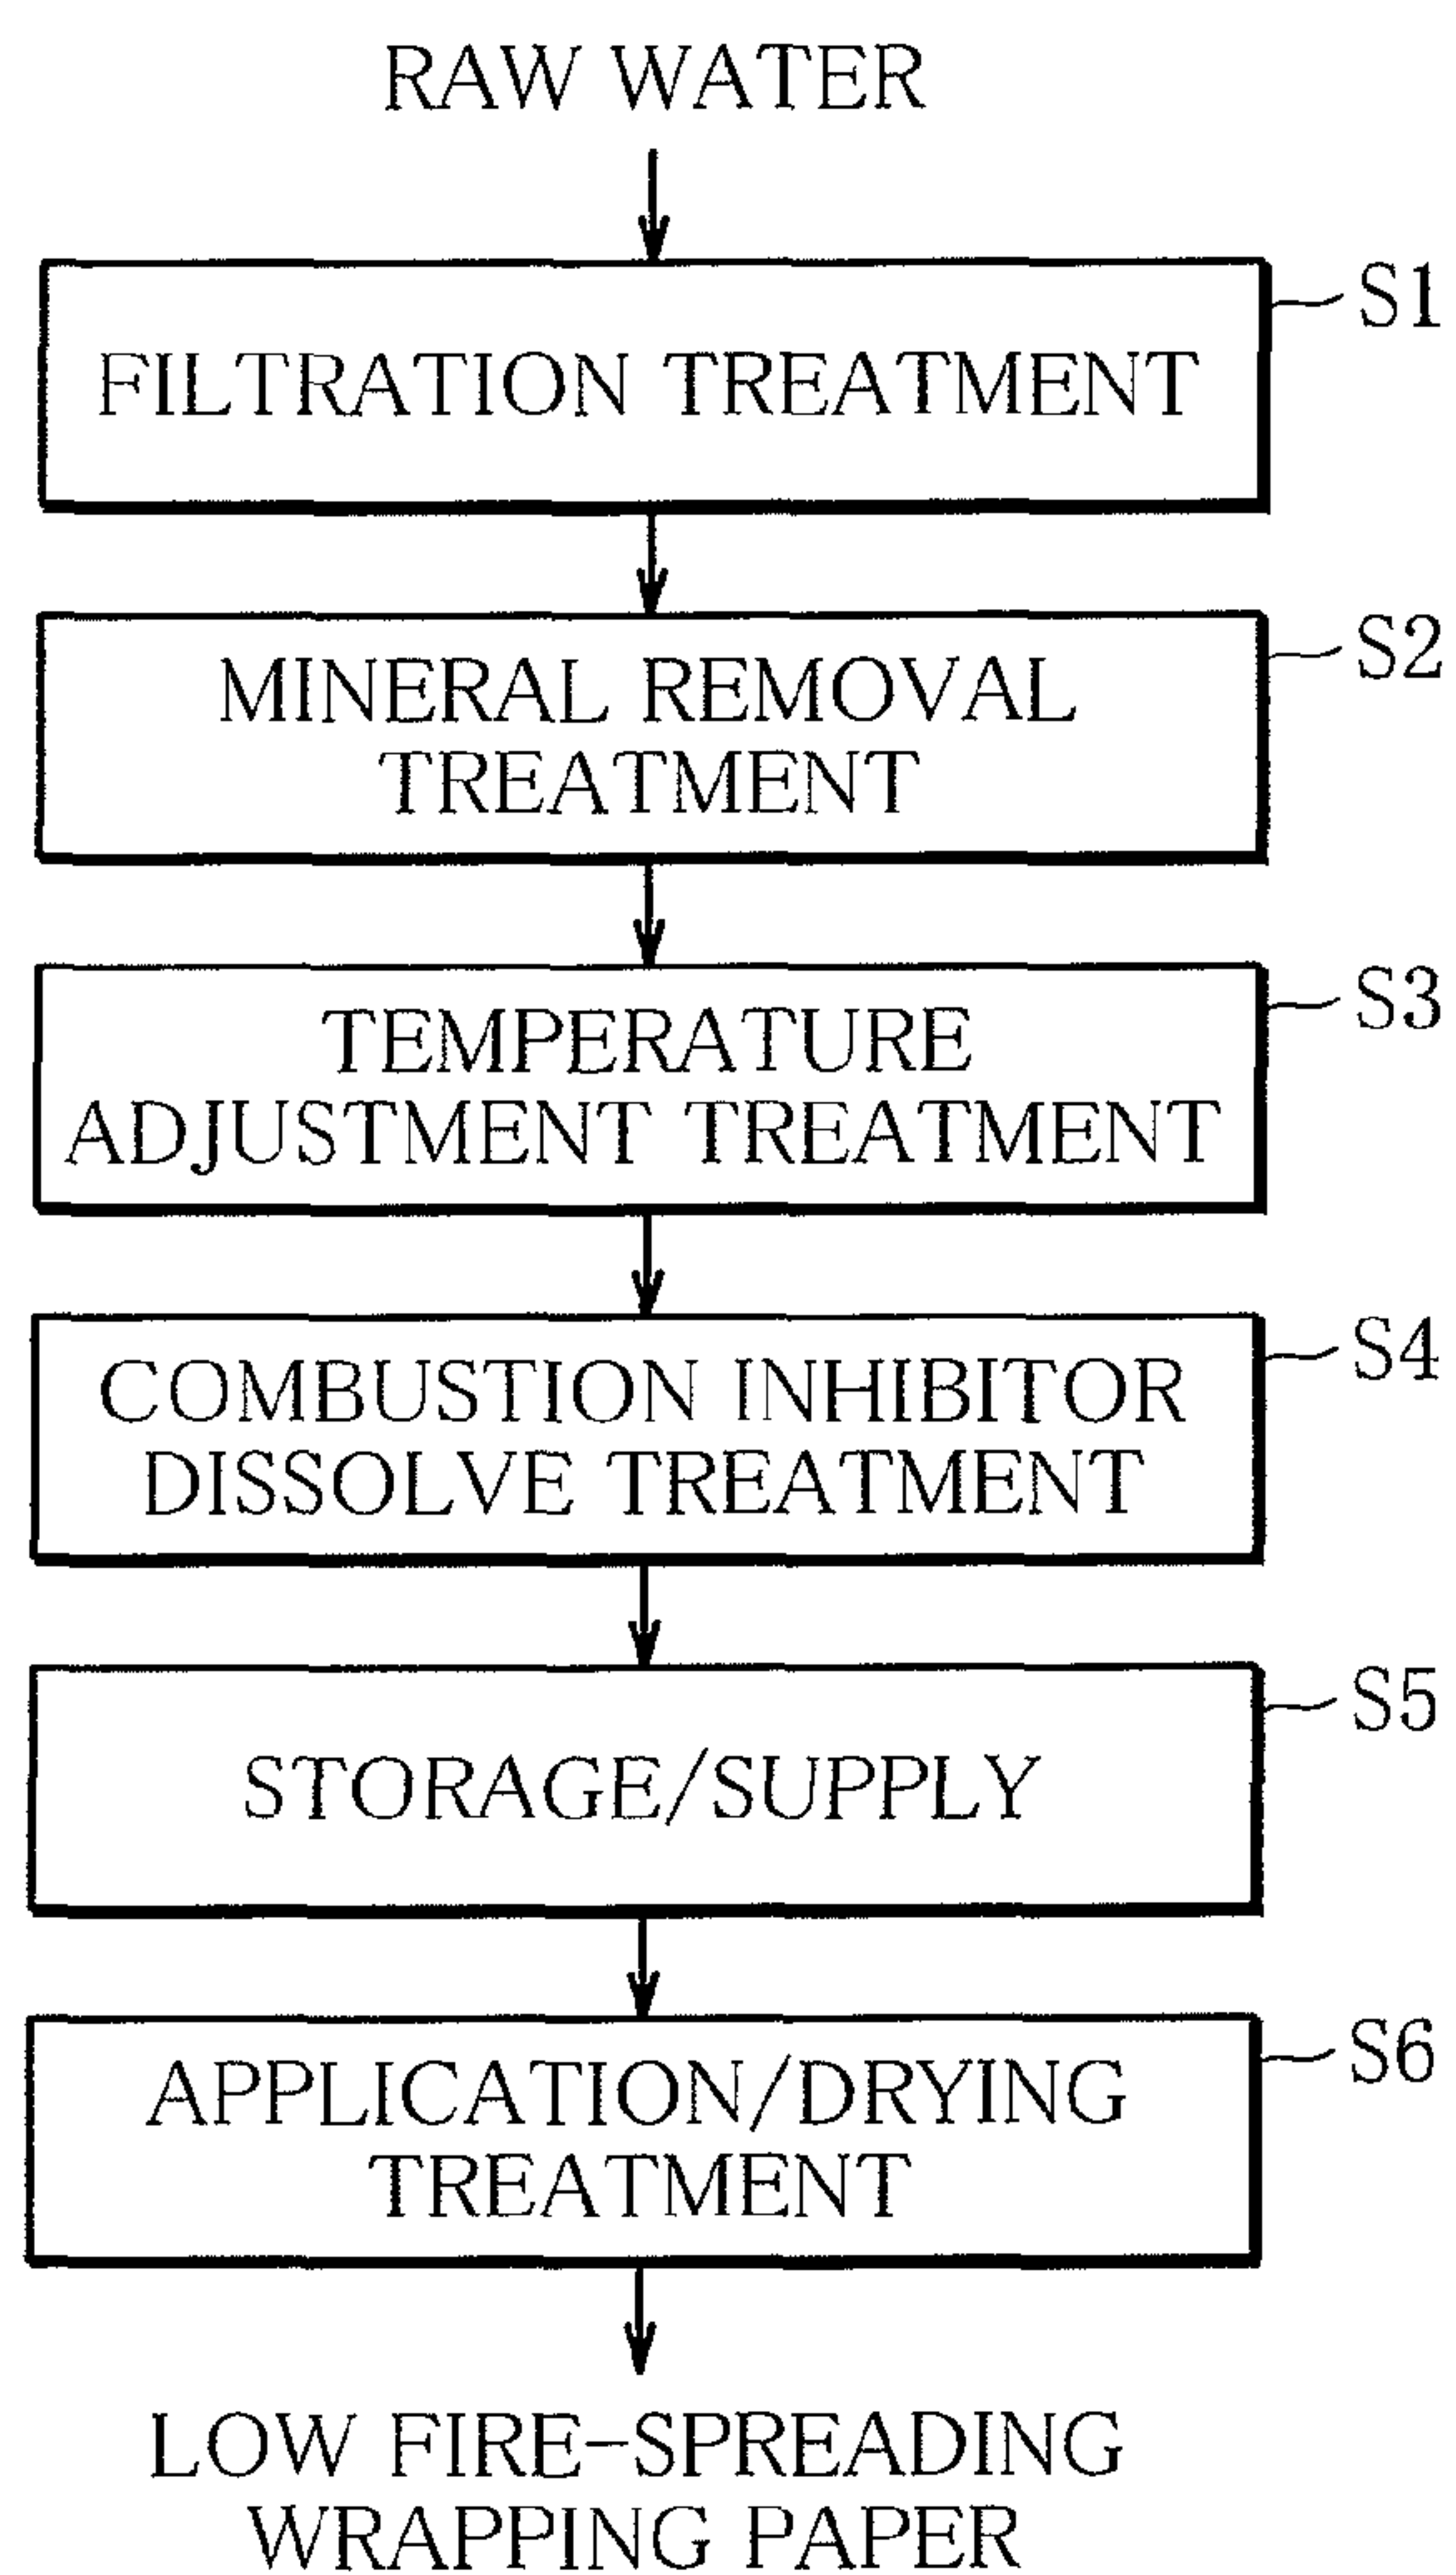 RAW WATER
S1
FILTRATION TREATMENT
S2
MINERAL REMOVAL
TREATMENT
S3
TEMPERATURE
ADJUSTMENT TREATMENT
S4
COMBUSTION INHIBITOR
DISSOLVE TREATMENT
S5
STORAGE/SUPPLY
S6
APPLICATION/DRYING
TREATMENT
LOW FIRE-SPREADING
WRAPPING PAPER